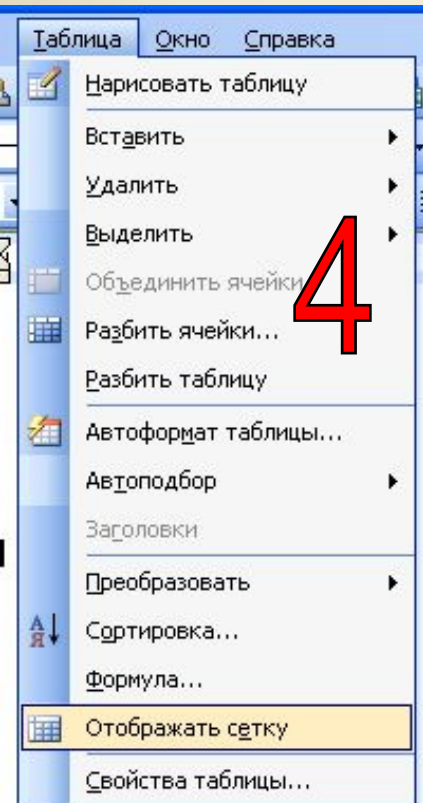 Таблица Окно Справка
Нарисовать таблицу
Вставить
Удалить
Выделить
4
Объединить ячейки
Разбить ячейки...
Разбить таблицу
Автоформат таблицы...
Автоподбор
Заголовки
Преобразовать
Сортировка...
Формула...
Отображать сетку
Свойства таблицы...